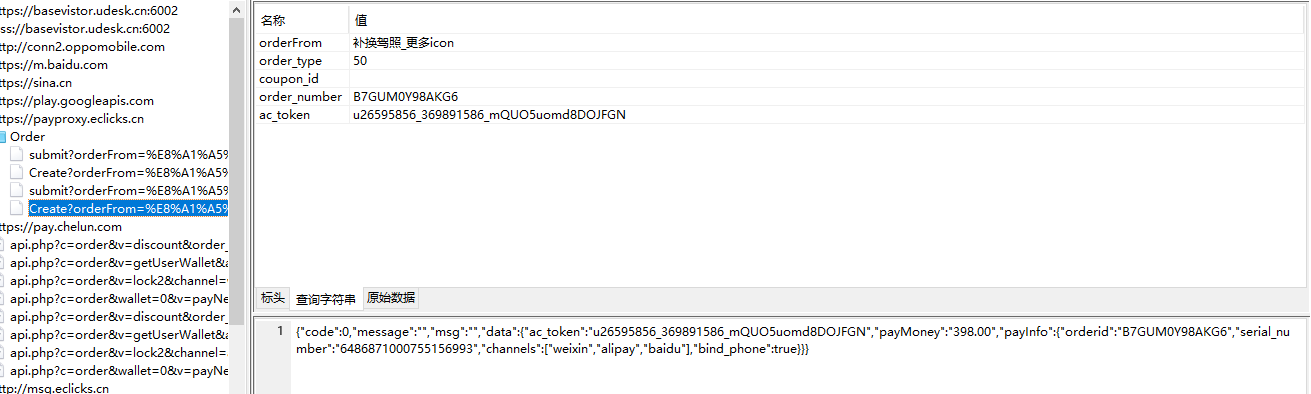 ttps://basevistor.udesk.cn:6002
ss://basevistor.udesk.cn:6002
ttp://conn2.oppomobile.com
ttps://m.baidu.com
ttps://sina.cn
ttps://play.googleapis.com
ttps://payproxy.eclicks.cn
Order
submit?orderFrom=%E8%A1%A5%
Create?orderFrom=%E8%A1%A5%
submit?orderFrom=%E8%A1%A5%
Create?orderFrom=%E8%A1%A5%
ttps://pay.chelun.com
api.php?c=order&v=discount&order_
api.php?c=order&v=getUserWallet&a
api.php?c=order&v=lock2&channel=
api.php?c=order&wallet=0&v=payNe
api.php?c=order&v=discount&order_
api.php?c=order&v=getUserWallet&a
api.php?c=order&v=lock2&channel=
api.php?c=order&wallet=0&v=payNe
ttp://msg.eclicks.cn
名称 值
orderFrom 补换驾照_更多icon
order_type 50
coupon_id
order_number B7GUM0Y98AKG6
ac_token u26595856_369891586_mQUO5uomd8DOJFGN
标头 查询字符串 原始数据
1 {"code":0,"message":"","msg":"","data":{"ac_token":"u26595856_369891586_mQUO5uomd8DOJFGN","payMoney":"398.00","payInfo":{"orderid":"B7GUM0Y98AKG6","serial_nu
mber":"6486871000755156993","channels":["weixin","alipay","baidu"],"bind_phone":true}}}